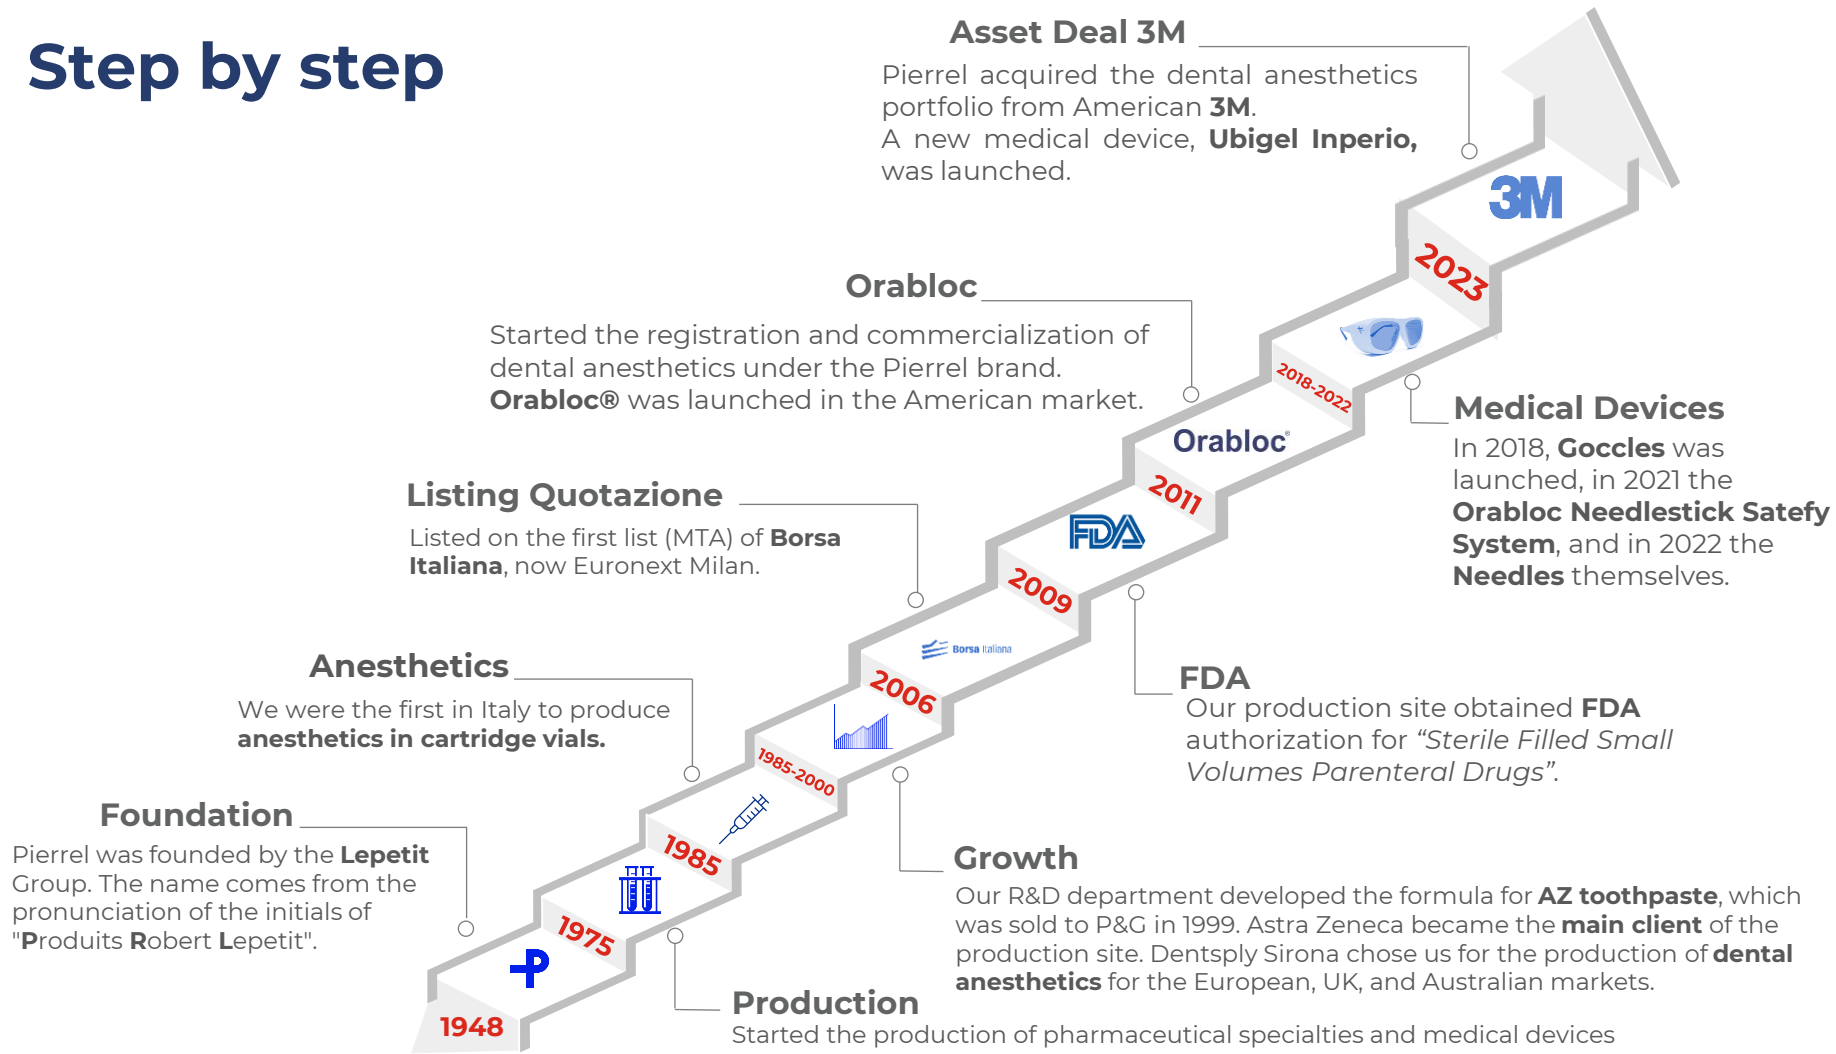 Step by step
Asset Deal 3M
Pierrel acquired the dental anesthetics
portfolio from American 3M.
A new medical device, Ubigel Inperio,
was launched.
3M
2023
Orabloc
Started the registration and commercialization of
dental anesthetics under the Pierrel brand.
Orabloc® was launched in the American market.
2018-2022
Medical Devices
In 2018, Goccles was
launched, in 2021 the
Orabloc Needlestick Satefy
System, and in 2022 the
Needles themselves.
Orabloc®
2011
Listing Quotazione
Listed on the first list (MTA) of Borsa
Italiana, now Euronext Milan.
FDA
2009
FDA
Our production site obtained FDA
authorization for “Sterile Filled Small
Volumes Parenteral Drugs”.
Borsa Italiana
2006
Anesthetics
We were the first in Italy to produce
anesthetics in cartridge vials.
1985-2000
Growth
Our R&D department developed the formula for AZ toothpaste, which
was sold to P&G in 1999. Astra Zeneca became the main client of the
production site. Dentsply Sirona chose us for the production of dental
anesthetics for the European, UK, and Australian markets.
1985
Foundation
Pierrel was founded by the Lepetit
Group. The name comes from the
pronunciation of the initials of
"Produits Robert Lepetit".
1975
Production
Started the production of pharmaceutical specialties and medical devices
P
1948